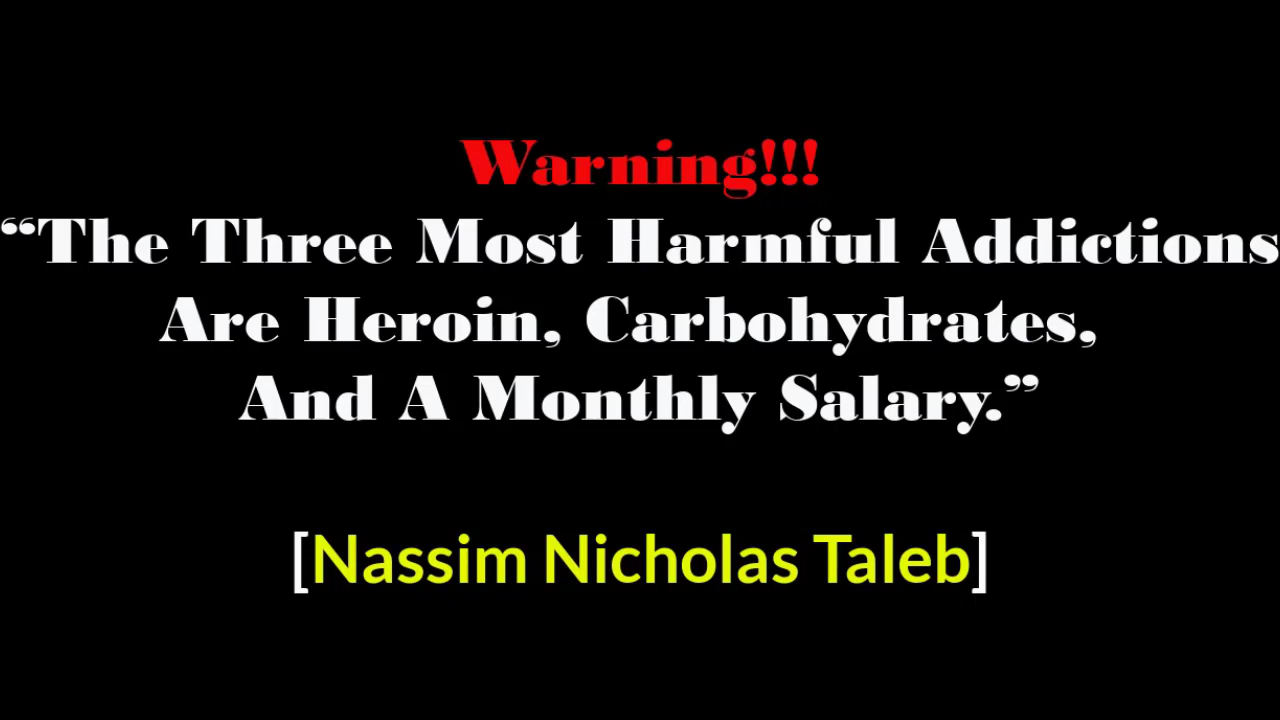 Warning!!!
“The Three Most Harmful Addictions
Are Heroin, Carbohydrates,
And A Monthly Salary.”
[Nassim Nicholas Taleb]